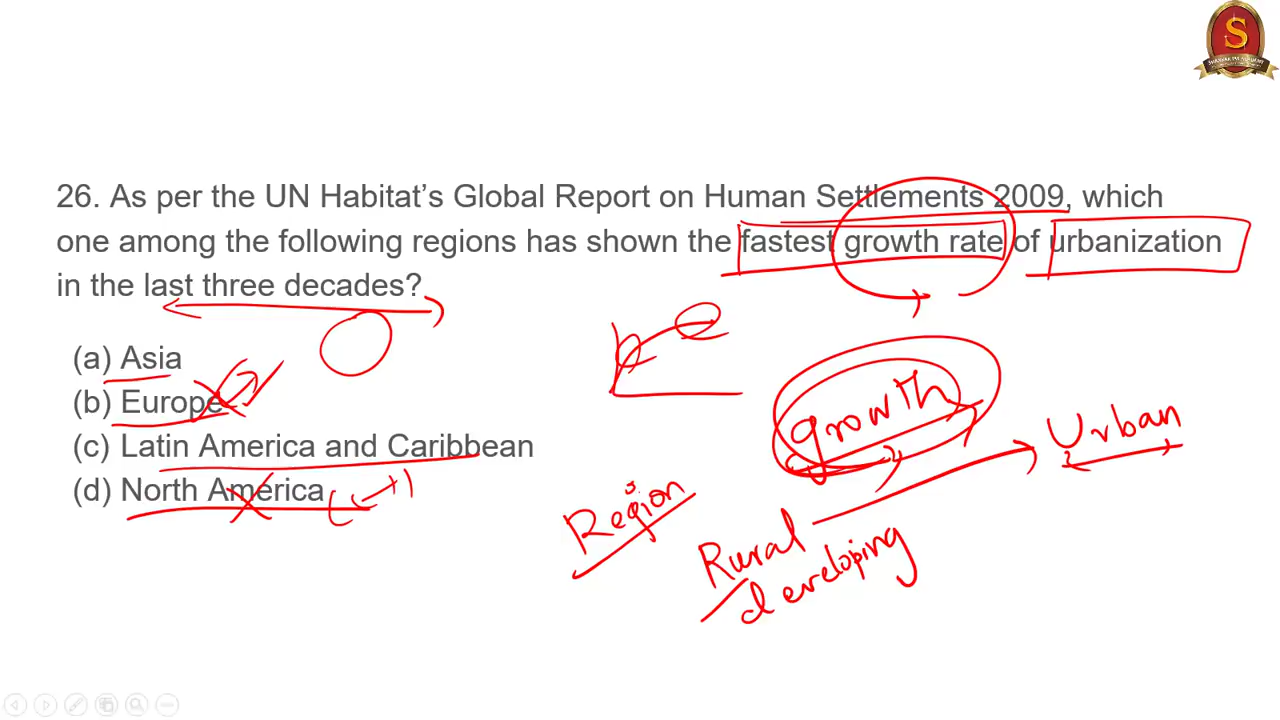 S
26. As per the UN Habitat’s Global Report on Human Settlements 2009, which
one among the following regions has shown the fastest growth rate of urbanization
in the last three decades?
(a) Asia
(b) Europe
(c) Latin America and Caribbean
(d) North America
growth
Urban
Region
Rural
developing